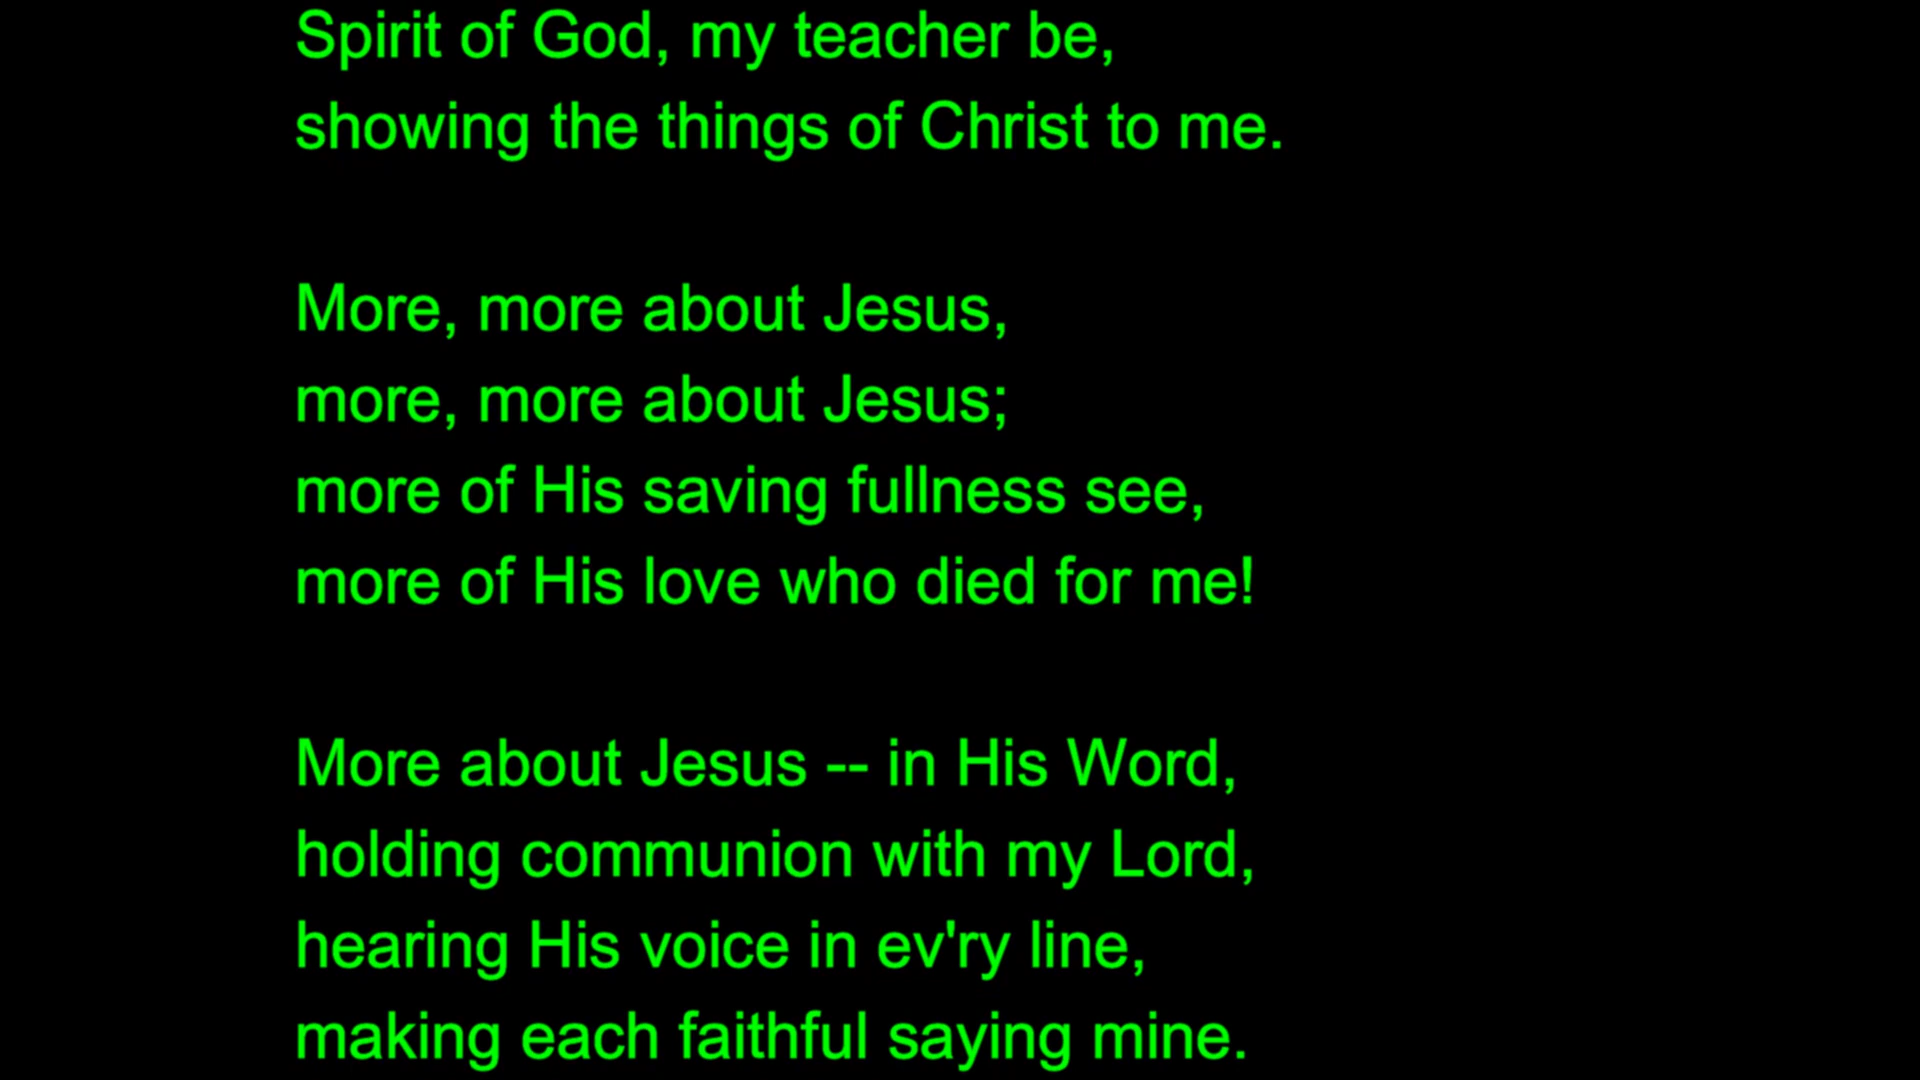 Spirit of God, my teacher be,
showing the things of Christ to me.
More, more about Jesus,
more, more about Jesus;
more of His saving fullness see,
more of His love who died for me!
More about Jesus -- in His Word,
holding communion with my Lord,
hearing His voice in ev'ry line,
making each faithful saying mine.